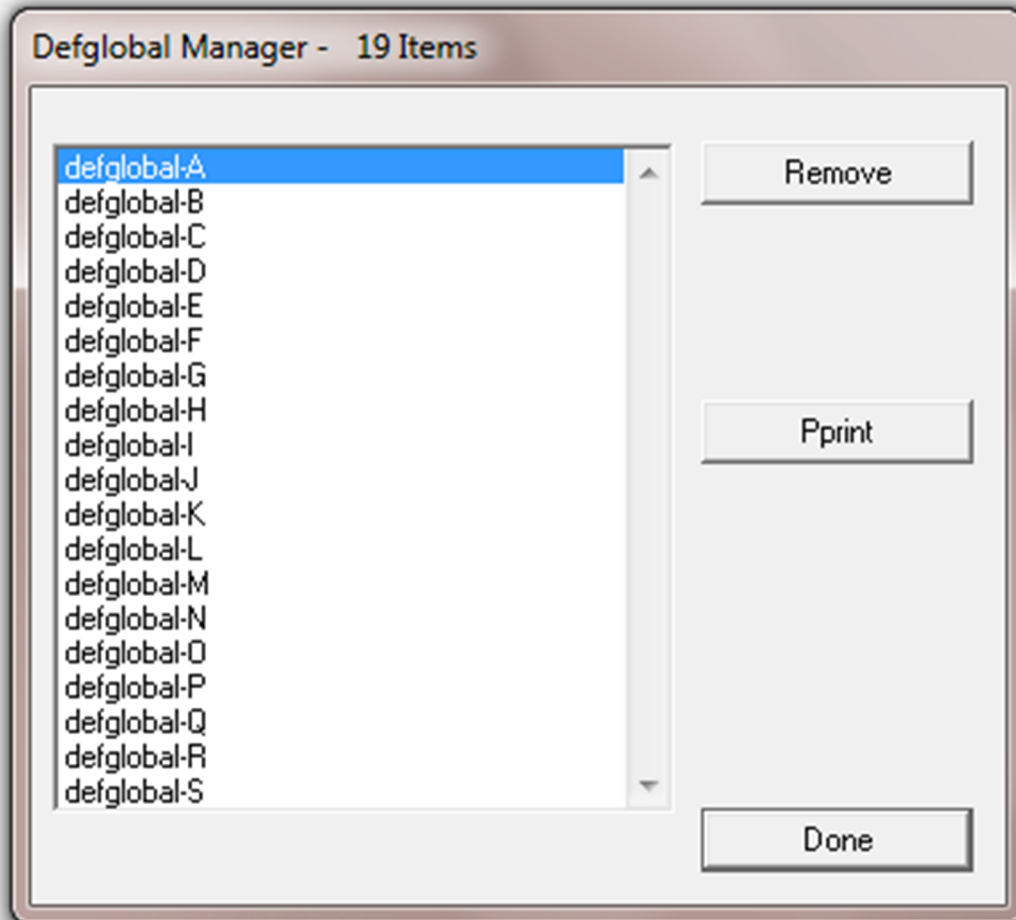 Defglobal Manager -   19 Items
defglobal-A
defglobal-B
defglobal-C
defglobal-D
defglobal-E
defglobal-F
defglobal-G
defglobal-H
defglobal-I
defglobal-J
defglobal-K
defglobal-L
defglobal-M
defglobal-N
defglobal-O
defglobal-P
defglobal-Q
defglobal-R
defglobal-S
Remove
Pprint
Done